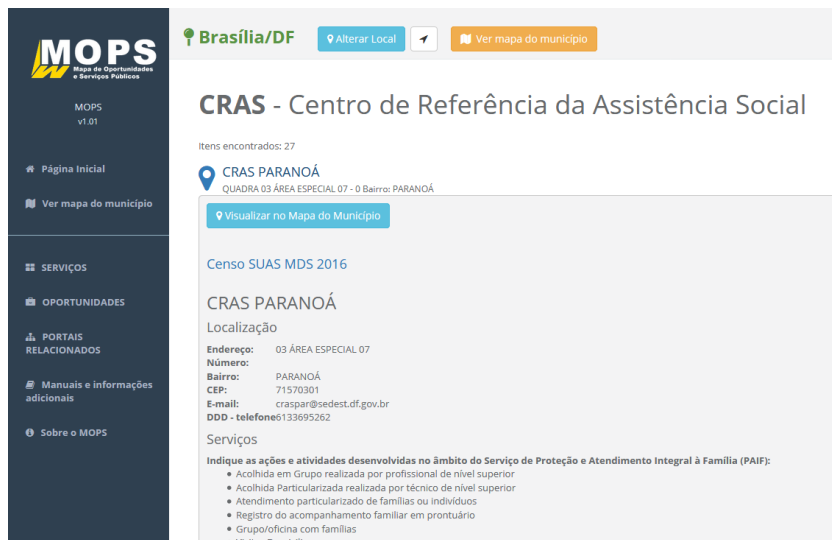 MOPS
Mapa de Oportunidades
e Serviços Públicos
MOPS
v1.01
Página Inicial
Ver mapa do município
SERVIÇOS
OPORTUNIDADES
PORTAIS
RELACIONADOS
Manuais e informações
adicionais
Sobre o MOPS
Brasília/DF
Alterar Local
Ver mapa do município
CRAS - Centro de Referência da Assistência Social
Itens encontrados: 27
CRAS PARANOÁ
QUADRA 03 ÁREA ESPECIAL 07 - 0 Bairro: PARANOÁ
Visualizar no Mapa do Município
Censo SUAS MDS 2016
CRAS PARANOÁ
Localização
Endereço: 03 ÁREA ESPECIAL 07
Número:
Bairro: PARANOÁ
CEP: 71570301
E-mail: craspar@sedest.df.gov.br
DDD - telefone6133695262
Serviços
Indique as ações e atividades desenvolvidas no âmbito do Serviço de Proteção e Atendimento Integral à Família (PAIF):
Acolhida em Grupo realizada por profissional de nível superior
Acolhida Particularizada realizada por técnico de nível superior
Atendimento particularizado de famílias ou indivíduos
Registro do acompanhamento familiar em prontuário
Grupo/oficina com famílias